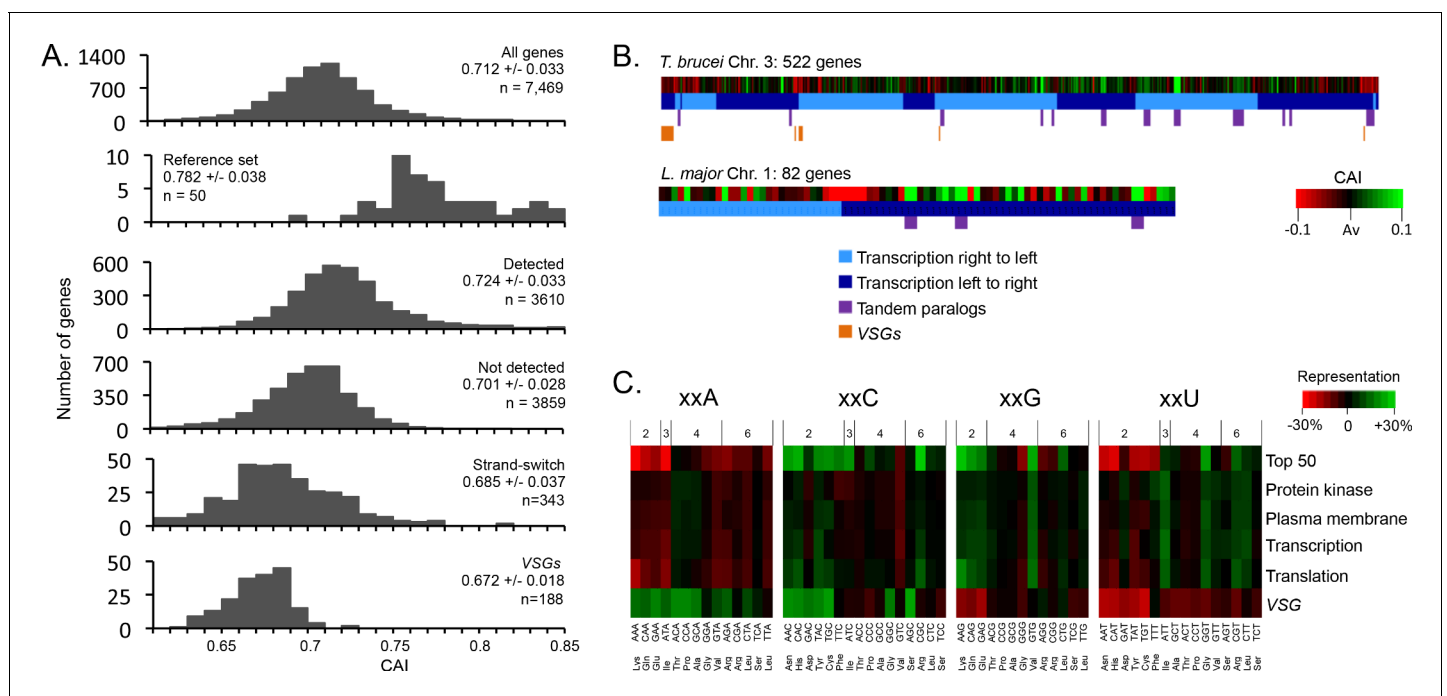 A.
Number of genes
All genes
0.712 +/- 0.033
n = 7,469
1400
700
0
Reference set
0.782 +/- 0.038
n = 50
10
5
0
Detected
0.724 +/- 0.033
n = 3610
600
300
0
Not detected
0.701 +/- 0.028
n = 3859
700
350
0
Strand-switch
0.685 +/- 0.037
n=343
50
25
0
VSGs
0.672 +/- 0.018
n=188
50
25
0
0.65 0.7 0.75 0.8 0.85
CAI
B.
T. brucei Chr. 3: 522 genes
L. major Chr. 1: 82 genes
CAI
-0.1 Av 0.1
Transcription right to left
Transcription left to right
Tandem paralogs
VSGs
C.
Representation
-30% 0 +30%
xxA xxC xxG xxU
2 3 4 6 2 3 4 6 2 4 6 2 3 4 6
Top 50
Protein kinase
Plasma membrane
Transcription
Translation
VSG
AAA CAA GAA ATA ACA CCA GCA GGA GTA AGA CGA CTA TCA TTA AAC CAC GAC TAC TGC TTC ATC ACC CCC GCC GGC GTC AGC CGC CTC TCC AAG CAG GAG ACG CCG GCG GGG GTG AGG CGG CTG TCG TTG AAT CAT GAT TAT TGT TTT ATT GCT ACT CCT GGT GTT AGT CGT CTT TCT
Lys Gln Glu Ile Thr Pro Ala Gly Val Arg Arg Leu Ser Leu Asn His Asp Tyr Cys Phe Ile Thr Pro Ala Gly Val Ser Arg Leu Ser Lys Gln Glu Thr Pro Ala Gly Val Arg Arg Leu Ser Leu Asn His Asp Tyr Cys Phe Ile Ala Thr Pro Gly Val Ser Arg Leu Ser